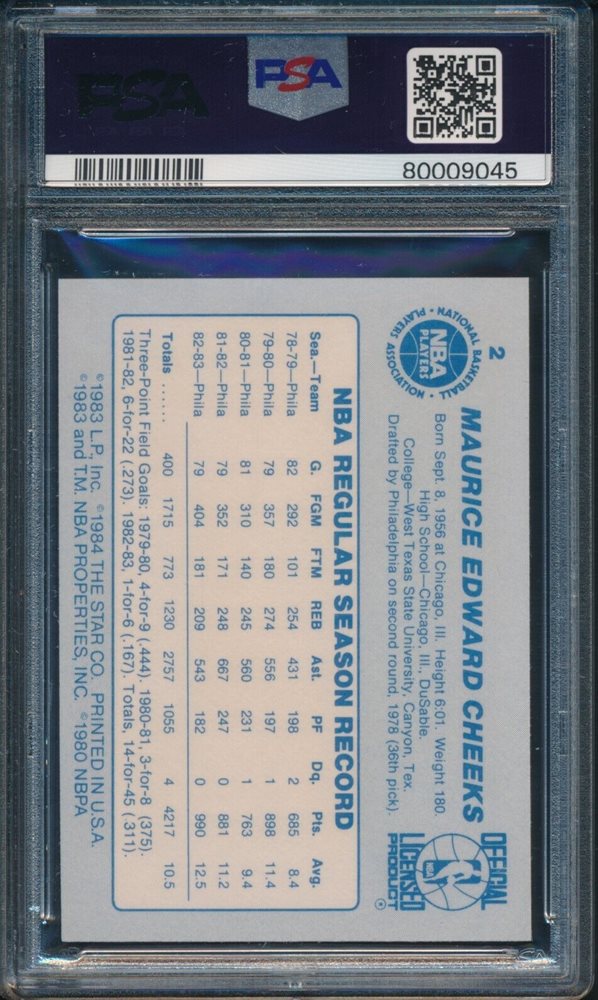 PSA
PSA
80009045
2
NATIONAL BASKETBALL
PLAYERS ASSOCIATION
NBA
PLAYERS
MAURICE EDWARD CHEEKS
Born Sept. 8, 1956 at Chicago, Ill. Height 6:01. Weight 180.
High School—Chicago, Ill., DuSable.
College—West Texas State University, Canyon, Tex.
Drafted by Philadelphia on second round, 1978 (36th pick).
OFFICIAL
NBA
LICENSED
PRODUCT
NBA REGULAR SEASON RECORD
Sea.—Team G. FGM FTM REB Ast. PF Dq. Pts. Avg.
78-79—Phila 82 292 101 254 431 198 2 685 8.4
79-80—Phila 79 357 180 274 556 197 1 898 11.4
80-81—Phila 81 310 140 245 560 231 1 763 9.4
81-82—Phila 79 352 171 248 667 247 0 881 11.2
82-83—Phila 79 404 181 209 543 182 0 990 12.5
Totals ...... 400 1715 773 1230 2757 1055 4 4217 10.5
Three-Point Field Goals: 1979-80, 4-for-9 (.444). 1980-81, 3-for-8 (.375).
1981-82, 6-for-22 (.273). 1982-83, 1-for-6 (.167). Totals, 14-for-45 (.311).
©1983 L.P., Inc. ©1984 THE STAR CO. PRINTED IN U.S.A.
©1983 and T.M. NBA PROPERTIES, INC. ©1980 NBPA